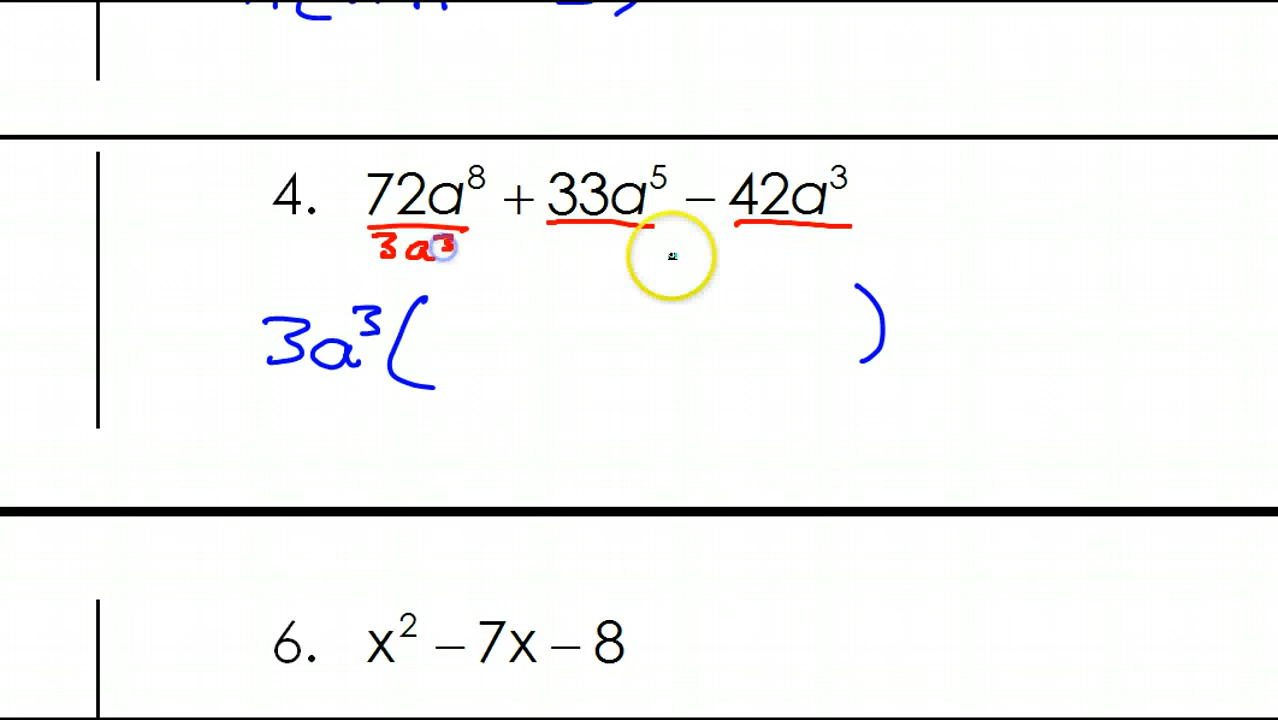 4. 72a⁸ + 33a⁵ − 42a³
3a³
3a³( )
6. x² − 7x − 8